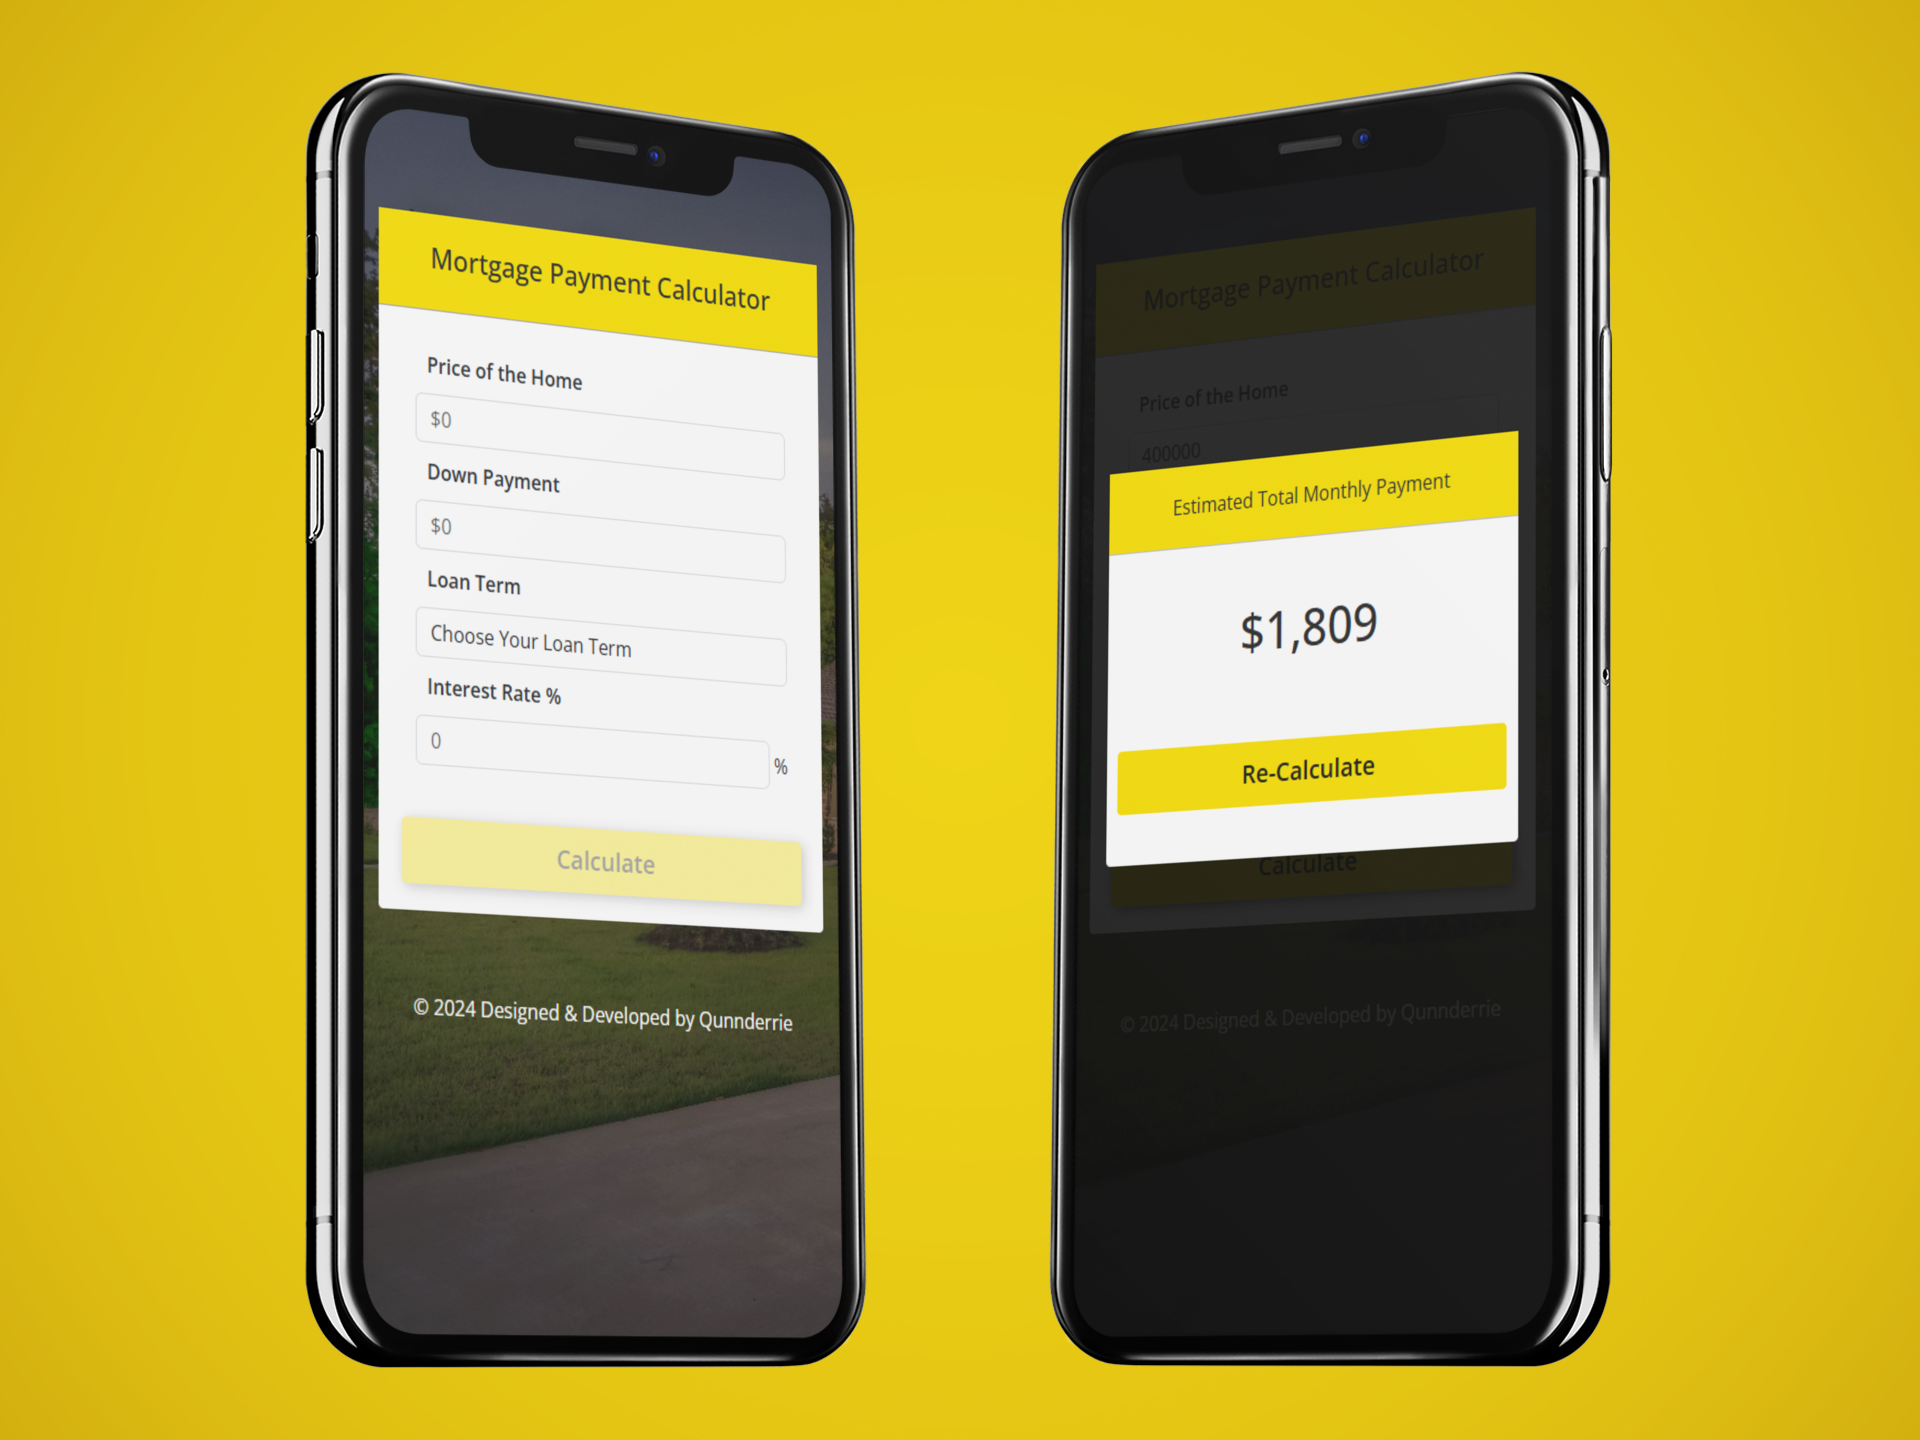 Mortgage Payment Calculator
Price of the Home
$0
Down Payment
$0
Loan Term
Choose Your Loan Term
Interest Rate %
0
%
Calculate
© 2024 Designed & Developed by Qunnderrie
Mortgage Payment Calculator
Price of the Home
400000
Estimated Total Monthly Payment
$1,809
Re-Calculate
Calculate
© 2024 Designed & Developed by Qunnderrie